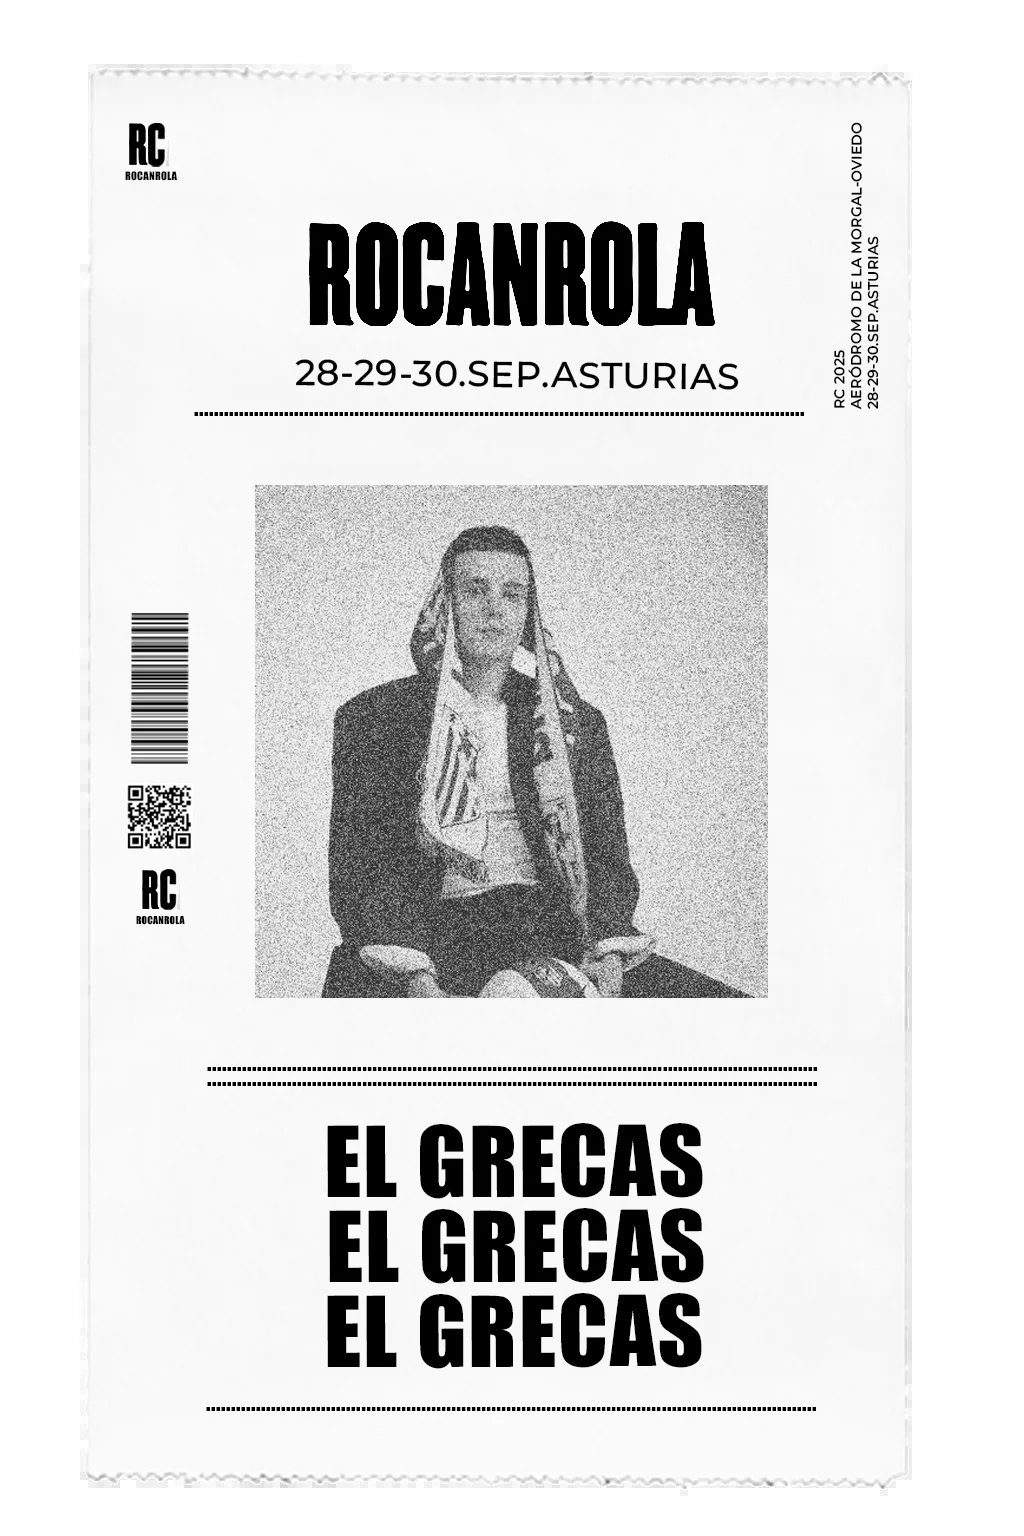 RC
ROCANROLA
RC 2025
AERÓDROMO DE LA MORGAL-OVIEDO
28-29-30.SEP.ASTURIAS
ROCANROLA
28-29-30.SEP.ASTURIAS
RC
ROCANROLA
EL GRECAS
EL GRECAS
EL GRECAS